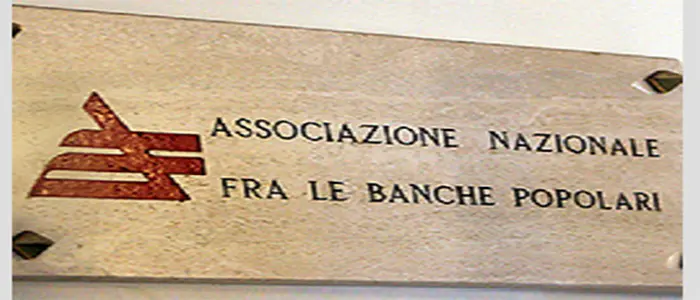 ASSOCIAZIONE NAZIONALE
FRA LE BANCHE POPOLARI